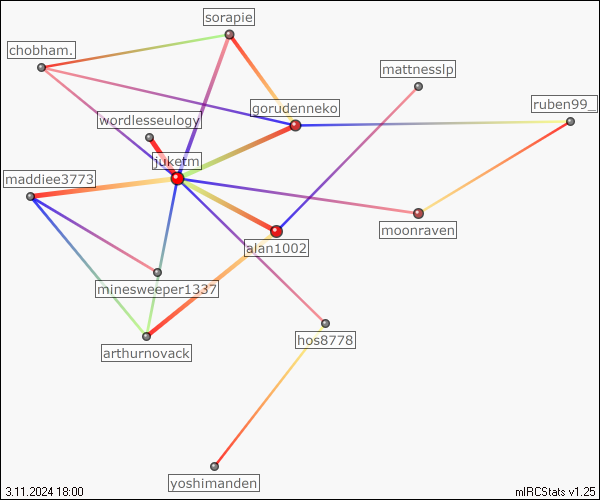 sorapie
chobham.
mattnesslp
gorudenneko
ruben99_
wordlesseulogy
juketm
maddiee3773
moonraven
alan1002
minesweeper1337
hos8778
arthurnovack
yoshimanden
3.11.2024 18:00
mIRCStats v1.25